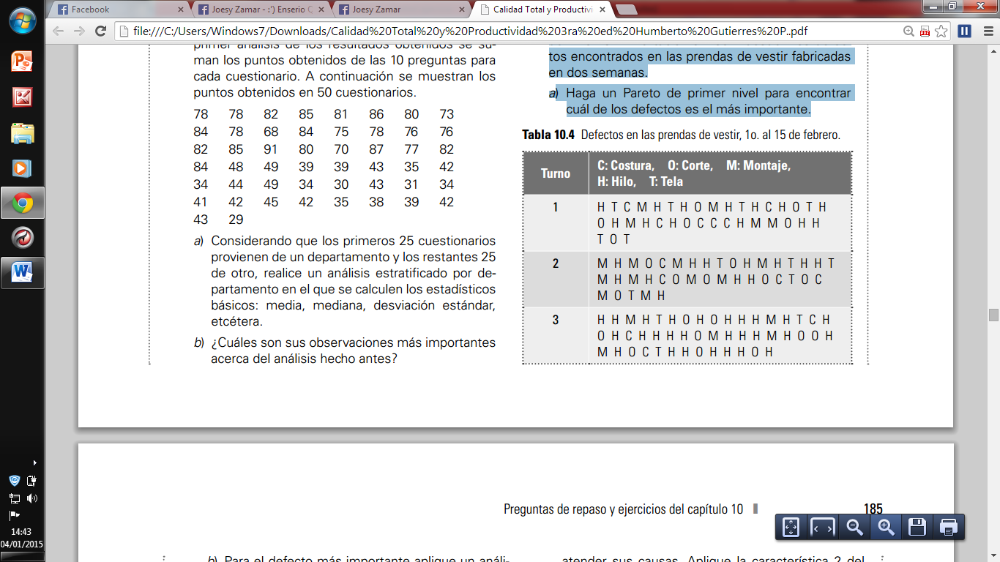 Facebook
Joesy Zamar - :') Enserio C
Joesy Zamar
Calidad Total y Productivi
file:///C:/Users/Windows7/Downloads/Calidad%20Total%20y%20Productividad%203ra%20ed%20Humberto%20Gutierres%20P..pdf
primer análisis de los resultados obtenidos se su-
man los puntos obtenidos de las 10 preguntas para
cada cuestionario. A continuación se muestran los
puntos obtenidos en 50 cuestionarios.
78 78 82 85 81 86 80 73
84 78 68 84 75 78 76 76
82 85 91 80 70 87 77 82
84 48 49 39 39 43 35 42
34 44 49 34 30 43 31 34
41 42 45 42 35 38 39 42
43 29
a) Considerando que los primeros 25 cuestionarios
provienen de un departamento y los restantes 25
de otro, realice un análisis estratificado por de-
partamento en el que se calculen los estadísticos
básicos: media, mediana, desviación estándar,
etcétera.
b) ¿Cuáles son sus observaciones más importantes
acerca del análisis hecho antes?
tos encontrados en las prendas de vestir fabricadas
en dos semanas.
a) Haga un Pareto de primer nivel para encontrar
cuál de los defectos es el más importante.
Tabla 10.4 Defectos en las prendas de vestir, 1o. al 15 de febrero.
Turno
C: Costura, O: Corte, M: Montaje,
H: Hilo, T: Tela
1
H T C M H T H O M H T H C H O T H
O H M H C H O C C C H M M O H H
T O T
2
M H M O C M H H T O H M H T H H T
M H M H C O M O M H H O C T O C
M O T M H
3
H H M H T H O H O H H H M H T C H
O H C H H H H O M H H H M H O O H
M H O C T H H O H H H O H
Preguntas de repaso y ejercicios del capítulo 10
185
b) Para el defecto más importante aplique un análi-
atender sus causas. Aplique la característica 2 del
14:43
04/01/2015